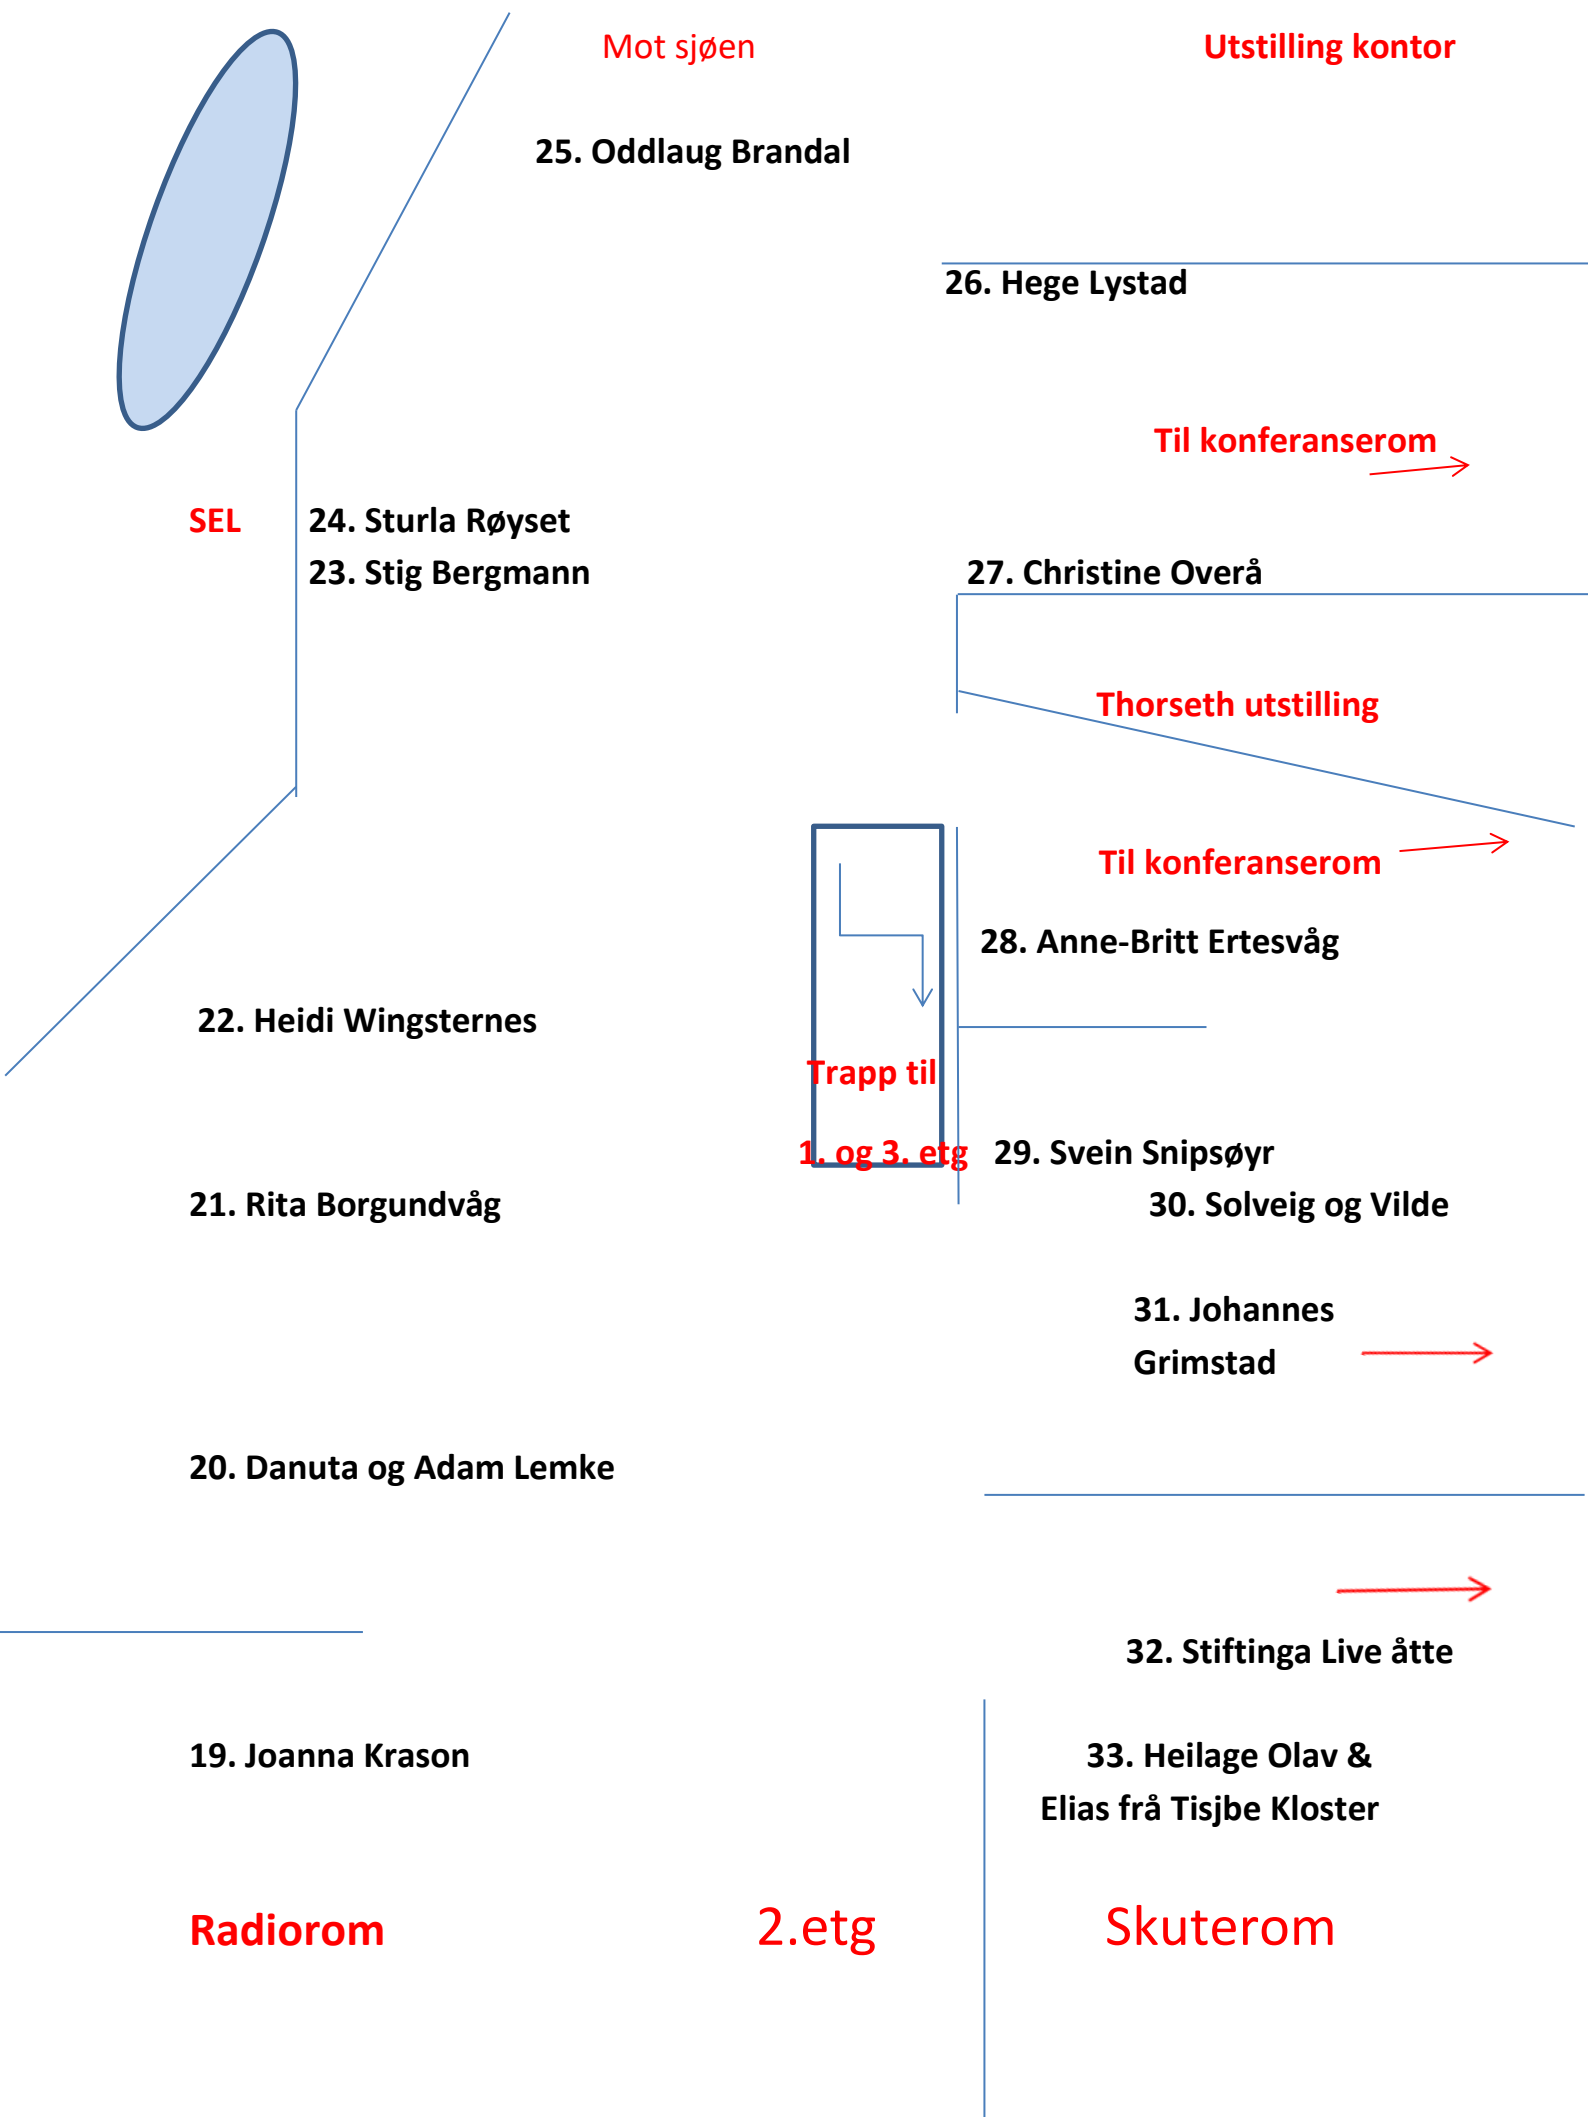 Mot sjøen
Utstilling kontor
25. Oddlaug Brandal
26. Hege Lystad
Til konferanserom
SEL
24. Sturla Røyset
23. Stig Bergmann
27. Christine Overå
Thorseth utstilling
Til konferanserom
28. Anne-Britt Ertesvåg
22. Heidi Wingsternes
Trapp til
1. og 3. etg
29. Svein Snipsøyr
21. Rita Borgundvåg
30. Solveig og Vilde
31. Johannes
Grimstad
20. Danuta og Adam Lemke
32. Stiftinga Live åtte
19. Joanna Krason
33. Heilage Olav &
Elias frå Tisjbe Kloster
Radiorom
2.etg
Skuterom